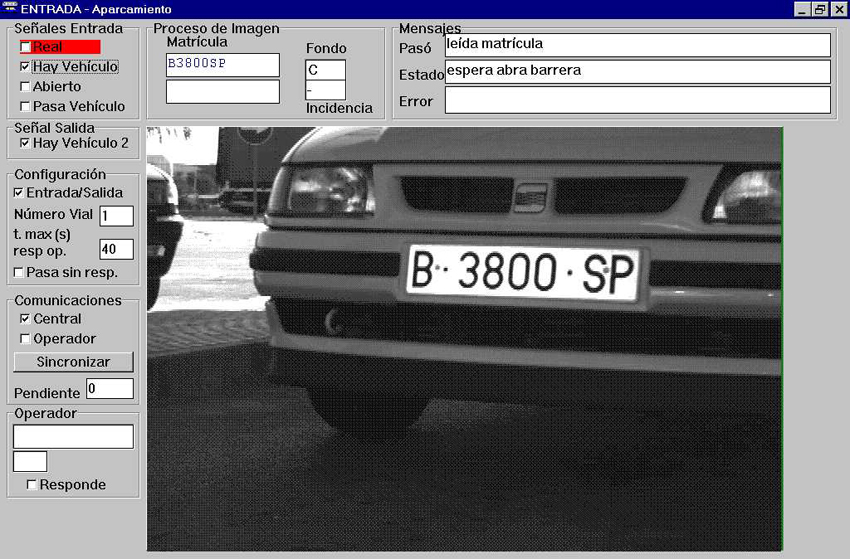 ENTRADA - Aparcamiento
Señales Entrada
Real
Hay Vehículo
Abierto
Pasa Vehículo
Proceso de Imagen
Matrícula
B3800SP
Fondo
C
-
Incidencia
Mensajes
Pasó leída matrícula
Estado espera abra barrera
Error
Señal Salida
Hay Vehículo 2
Configuración
Entrada/Salida
Número Vial 1
t. max (s)
resp op. 40
Pasa sin resp.
Comunicaciones
Central
Operador
Sincronizar
Pendiente 0
Operador
Responde
B·· 3800 · SP